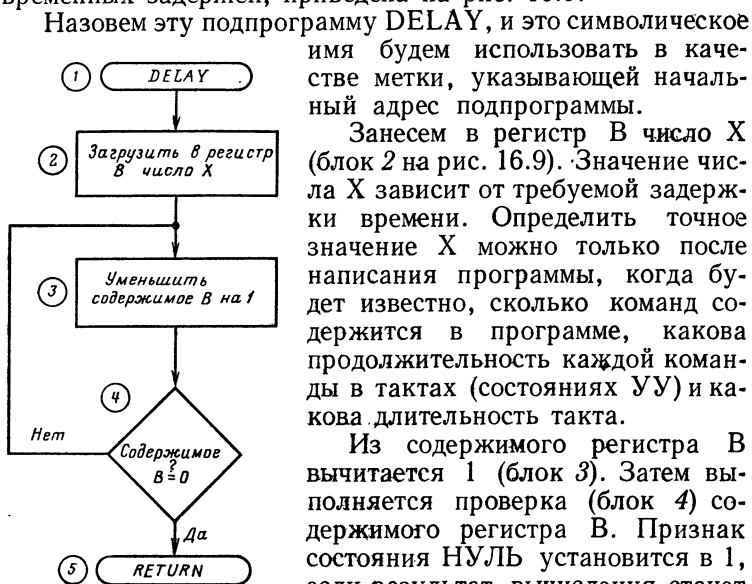 временных задержек, приведена на рис. 16.9.
Назовем эту подпрограмму DELAY, и это символическое
имя будем использовать в каче-
стве метки, указывающей началь-
ный адрес подпрограммы.
Занесем в регистр B число X
(блок 2 на рис. 16.9). Значение чис-
ла X зависит от требуемой задерж-
ки времени. Определить точное
значение X можно только после
написания программы, когда бу-
дет известно, сколько команд со-
держится в программе, какова
продолжительность каждой коман-
ды в тактах (состояниях УУ) и ка-
кова длительность такта.
Из содержимого регистра B
вычитается 1 (блок 3). Затем вы-
полняется проверка (блок 4) со-
держимого регистра B. Признак
состояния НУЛЬ установится в 1,
если результат вычисления станет
1
DELAY
2
Загрузить в регистр
B число X
3
Уменьшить
содержимое B на 1
4
Нет
Содержимое
?
B=0
Да
5
RETURN